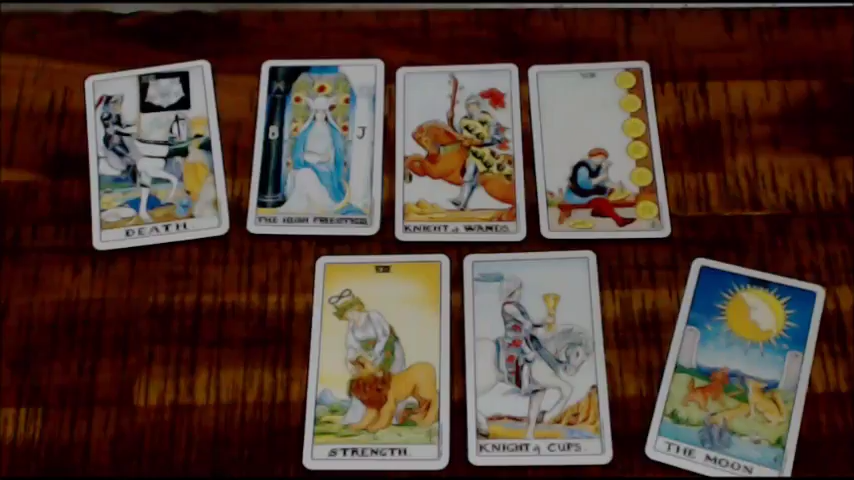 DEATH
B
J
THE HIGH PRIESTESS
KNIGHT of WANDS.
STRENGTH.
KNIGHT of CUPS.
THE MOON